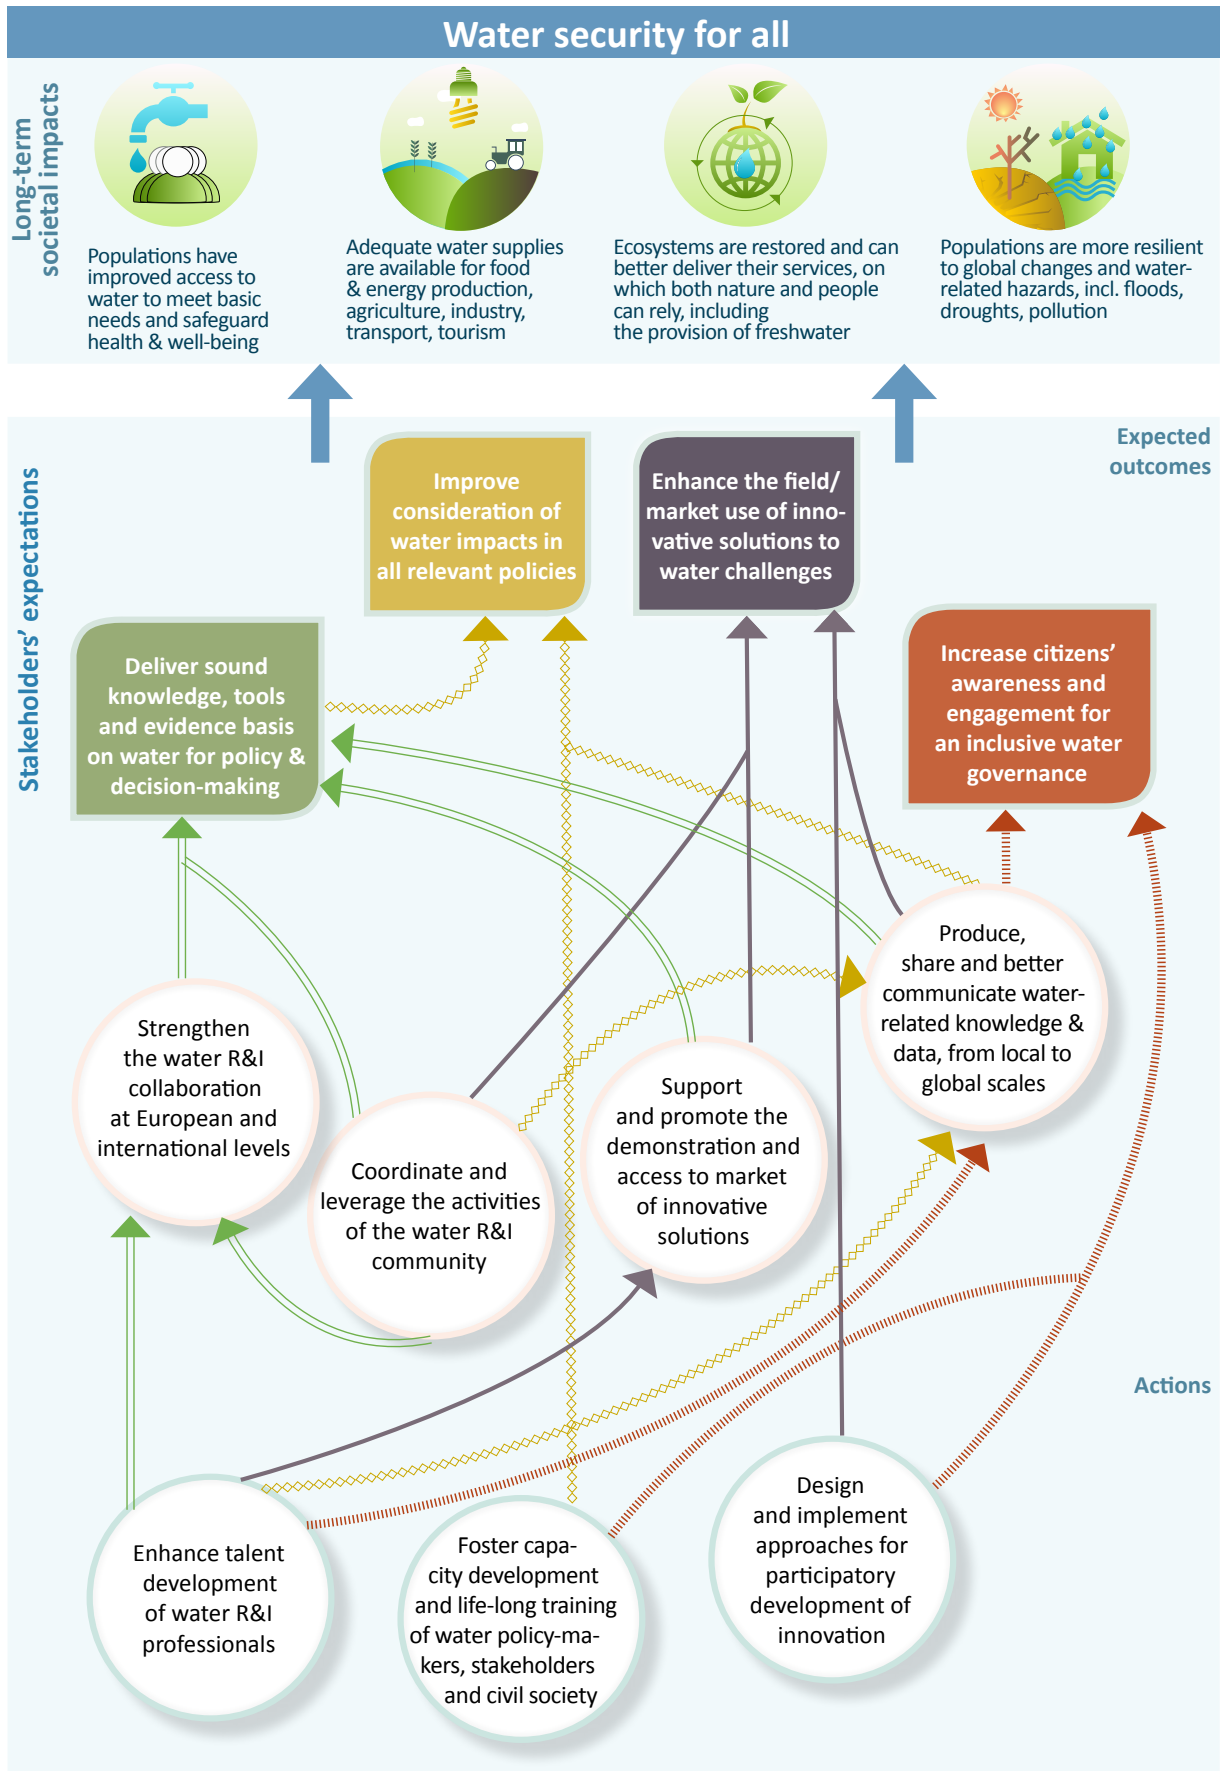 Water security for all
Long-term
societal impacts
Populations have
improved access to
water to meet basic
needs and safeguard
health & well-being
Adequate water supplies
are available for food
& energy production,
agriculture, industry,
transport, tourism
Ecosystems are restored and can
better deliver their services, on
which both nature and people
can rely, including
the provision of freshwater
Populations are more resilient
to global changes and water-
related hazards, incl. floods,
droughts, pollution
Stakeholders' expectations
Expected
outcomes
Improve
consideration of
water impacts in
all relevant policies
Enhance the field/
market use of inno-
vative solutions to
water challenges
Deliver sound
knowledge, tools
and evidence basis
on water for policy &
decision-making
Increase citizens'
awareness and
engagement for
an inclusive water
governance
Produce,
share and better
communicate water-
related knowledge &
data, from local to
global scales
Strengthen
the water R&I
collaboration
at European and
international levels
Coordinate and
leverage the activities
of the water R&I
community
Support
and promote the
demonstration and
access to market
of innovative
solutions
Actions
Enhance talent
development
of water R&I
professionals
Foster capa-
city development
and life-long training
of water policy-ma-
kers, stakeholders
and civil society
Design
and implement
approaches for
participatory
development of
innovation